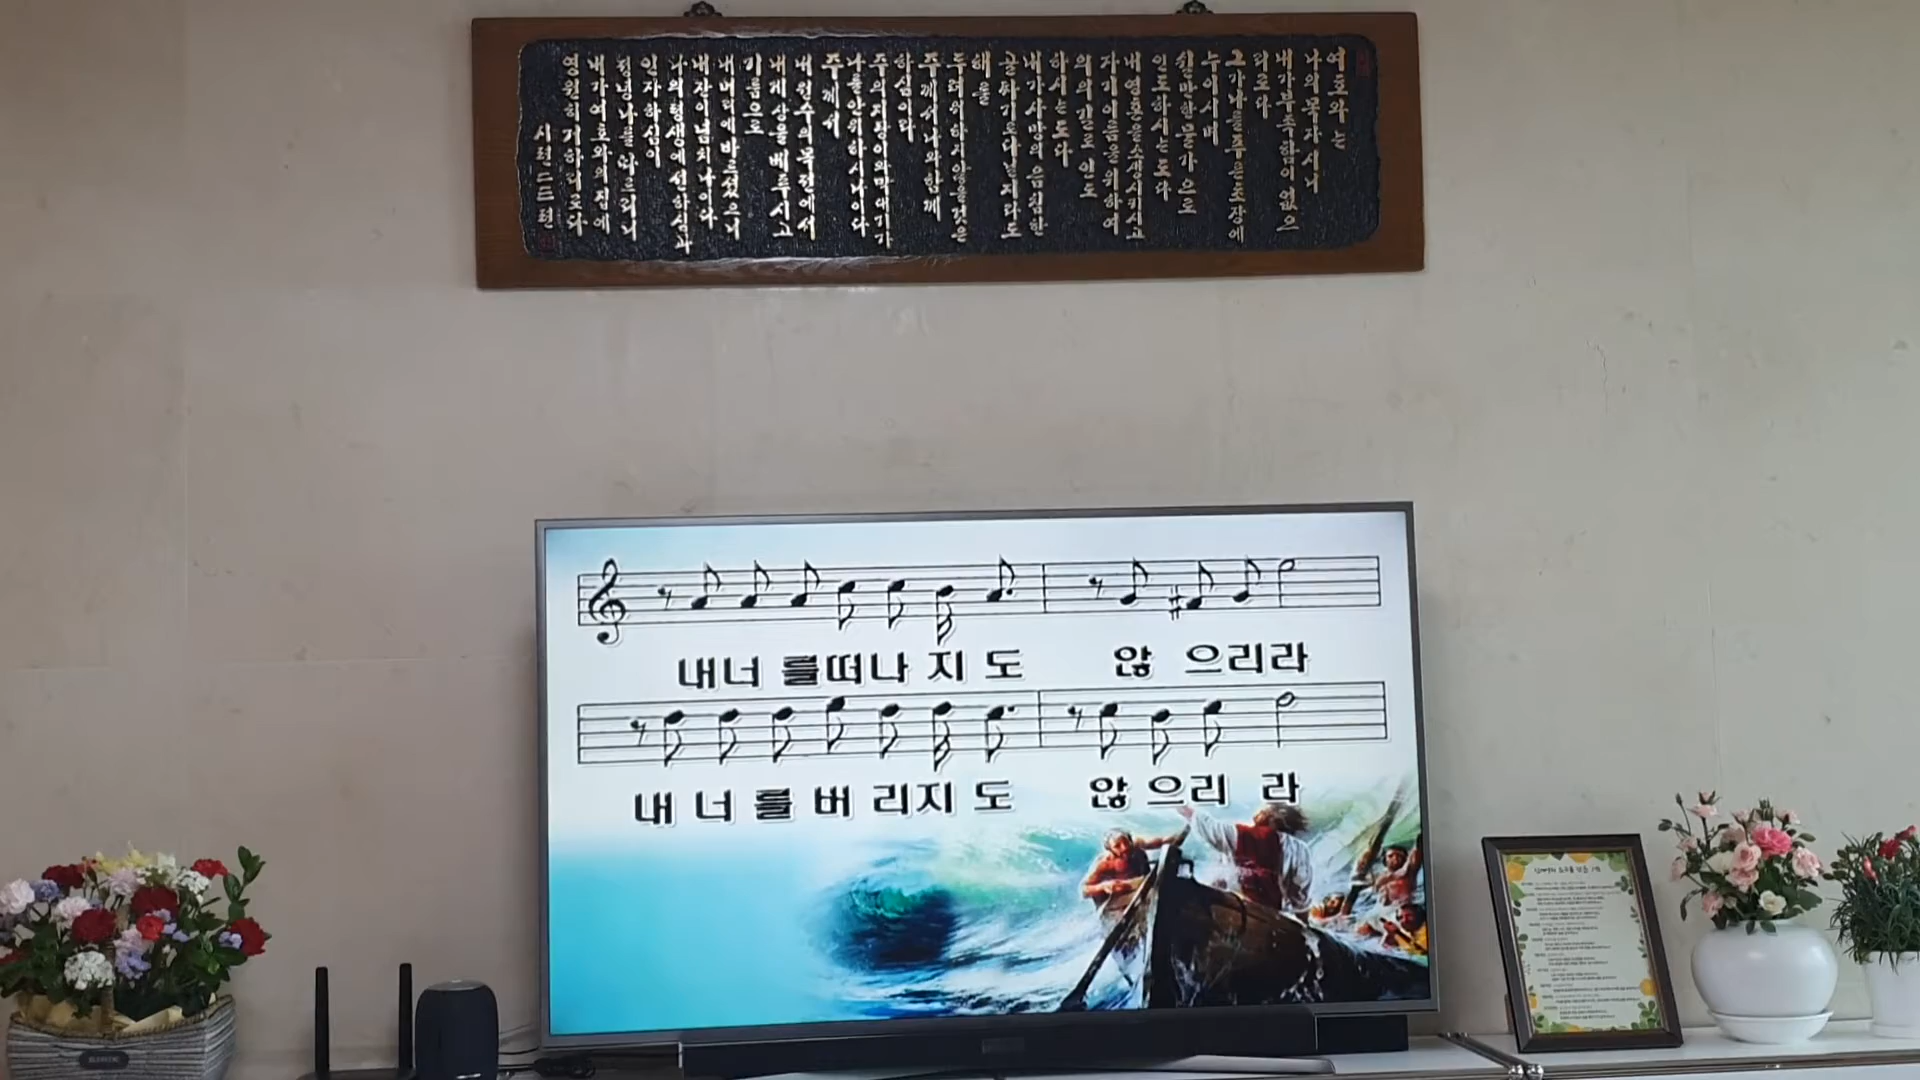 여호와는
나의목자시니
내가부족함이없으
리로다
그가나를푸른초장에
누이시며
쉴만한물가으로
인도하시는도다
내영혼을소생시키시고
자기이름을위하여
의의길로인도
하시는도다
내가사망의음침한
골짜기로다닐지라도
해를
두려워하지않을것은
주께서나와함께
하심이라
주의지팡이와막대기가
나를안위하시나이다
주께서
내원수의목전에서
내게상을베푸시고
기름으로
내머리에바르셨으니
내잔이넘치나이다
나의평생에선하심과
인자하심이
정녕나를따르리니
내가여호와의집에
영원히거하리로다
시편二三편
내너 를떠나 지 도 않 으리라
내 너 를 버 리지 도 않 으리 라